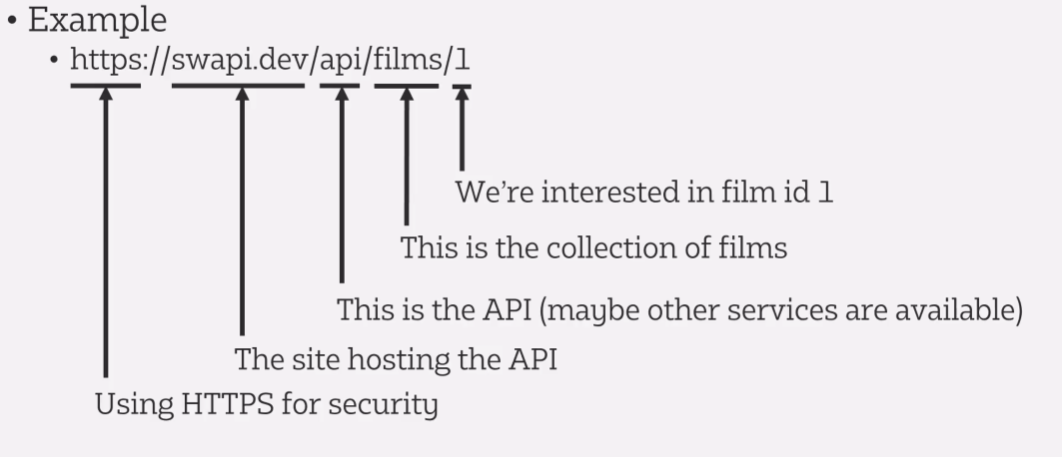 • Example
• https://swapi.dev/api/films/1
We're interested in film id 1
This is the collection of films
This is the API (maybe other services are available)
The site hosting the API
Using HTTPS for security